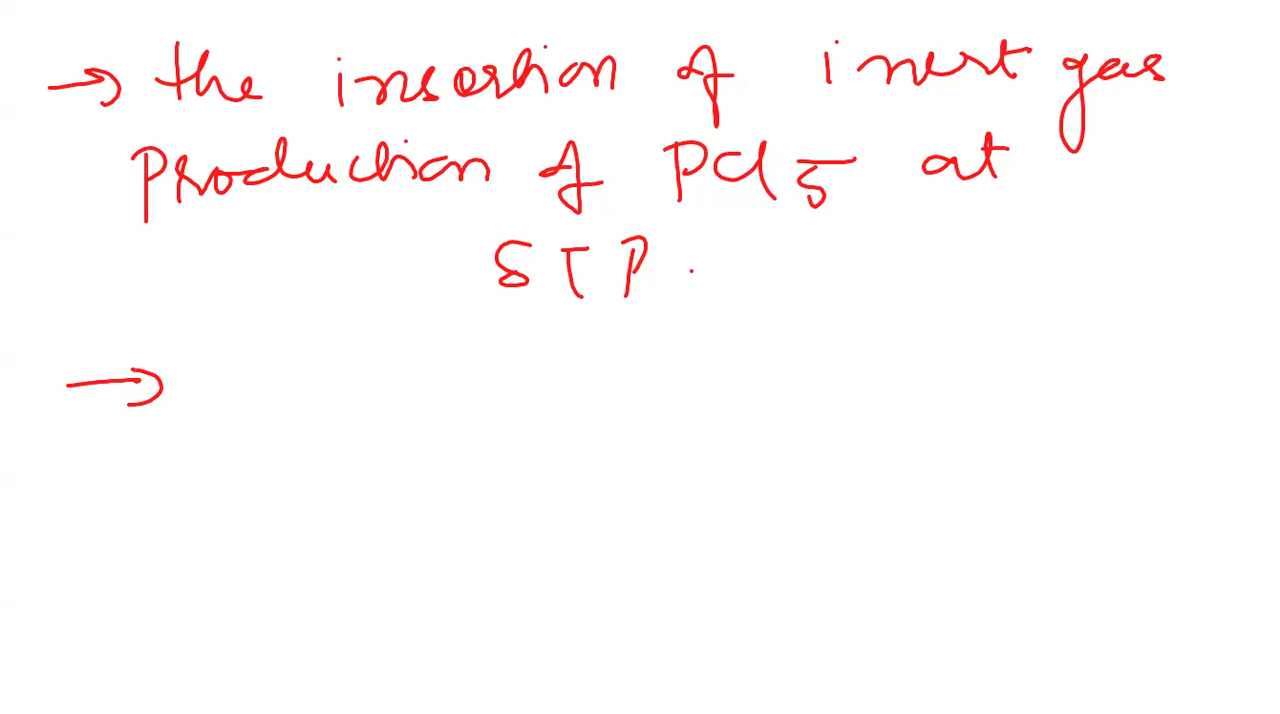 → the insertion of inert gas
production of PCl5 at
STP.
→